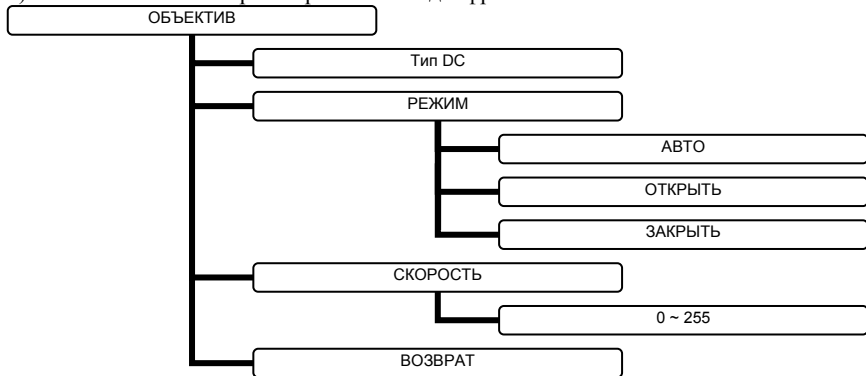 ОБЪЕКТИВ
Тип DC
РЕЖИМ
АВТО
ОТКРЫТЬ
ЗАКРЫТЬ
СКОРОСТЬ
0 ~ 255
ВОЗВРАТ